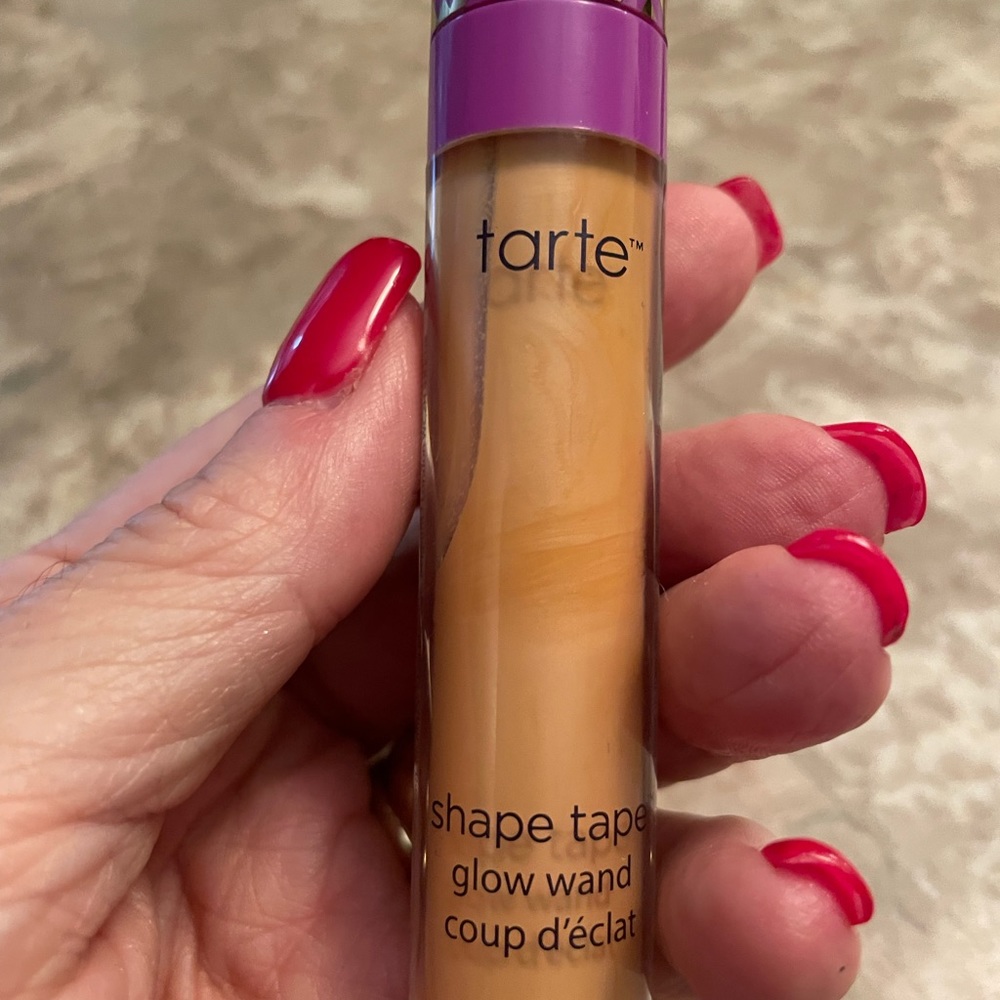 tarte™
shape tape
glow wand
coup d'éclat